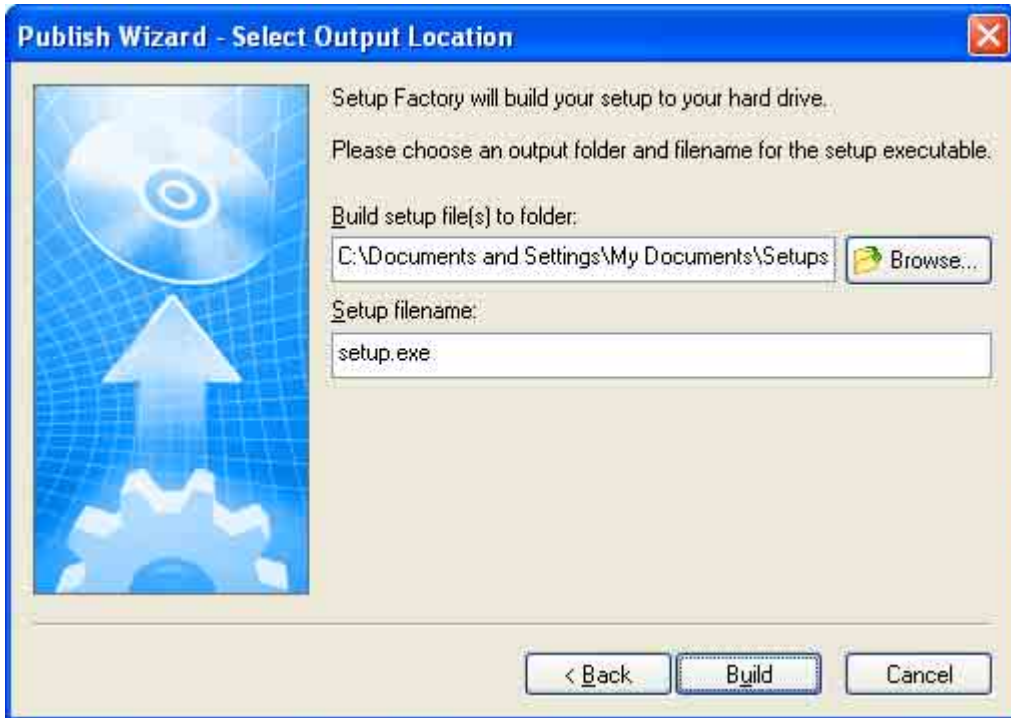 Publish Wizard - Select Output Location
Setup Factory will build your setup to your hard drive.
Please choose an output folder and filename for the setup executable.
Build setup file(s) to folder:
C:\Documents and Settings\My Documents\Setups
Browse...
Setup filename:
setup.exe
< Back
Build
Cancel